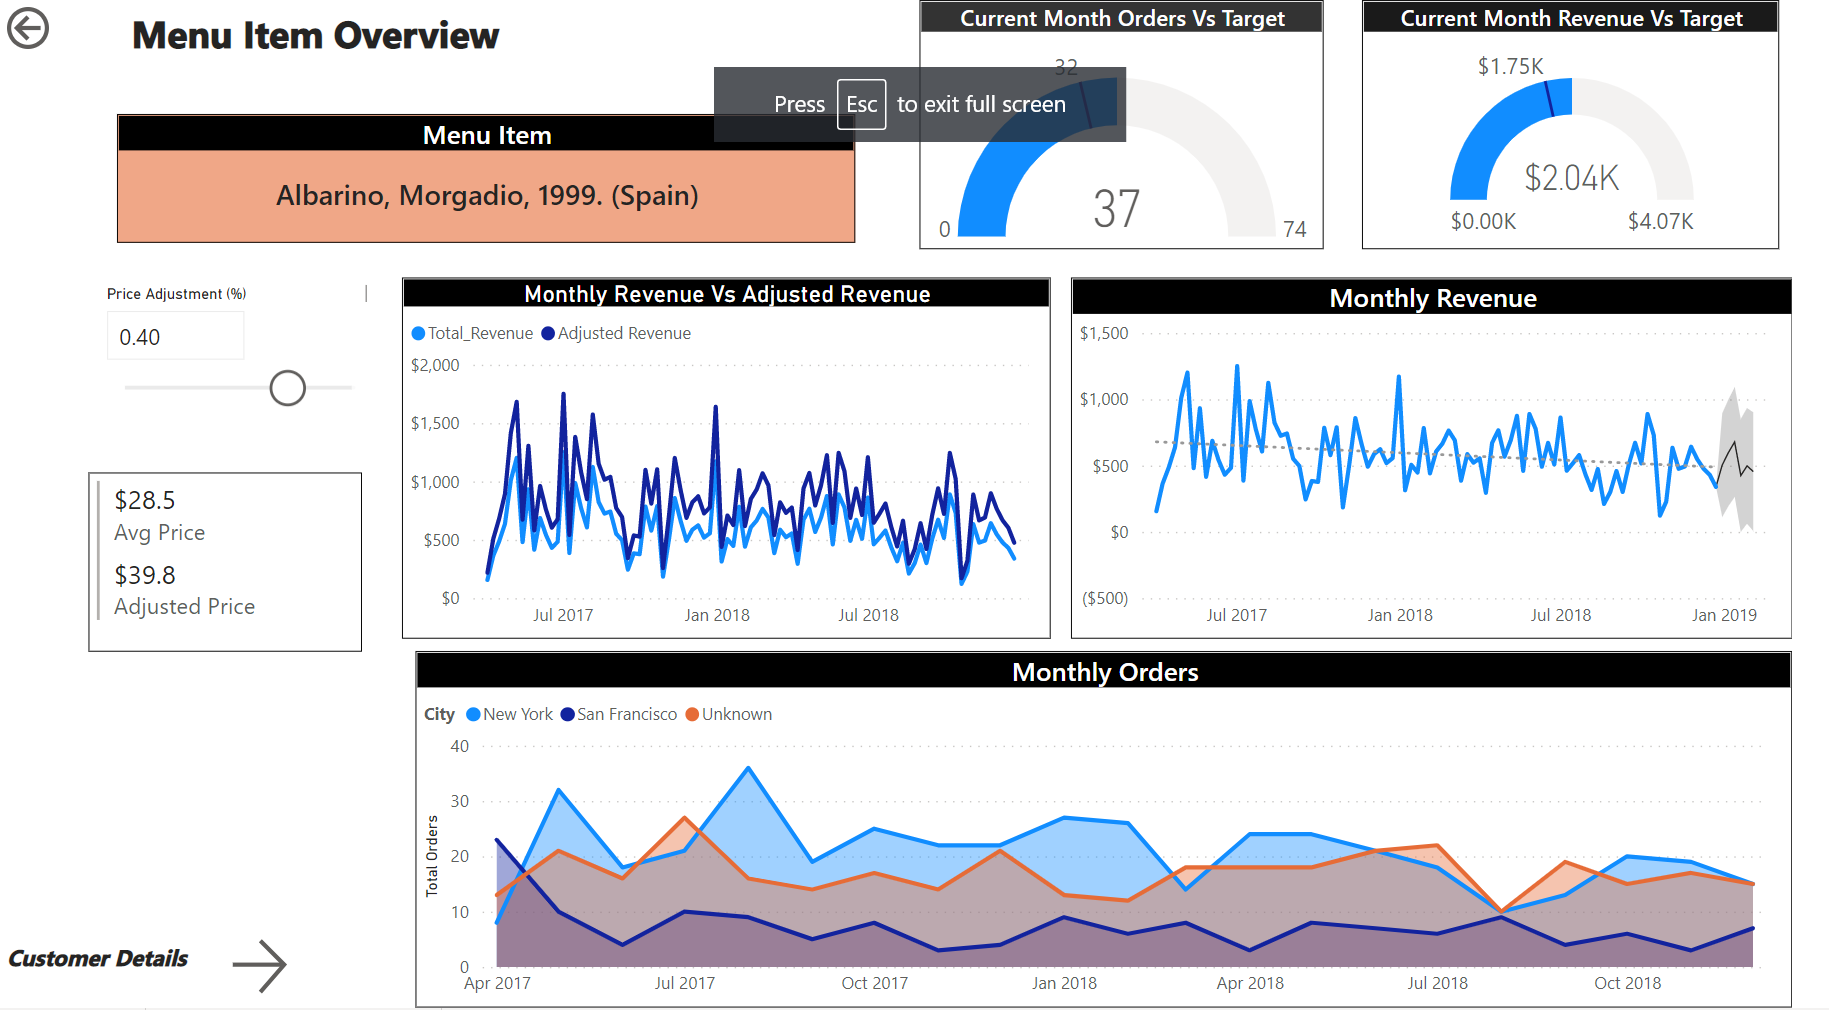 Menu Item Overview
Current Month Orders Vs Target
32
0
37
74
Current Month Revenue Vs Target
$1.75K
$2.04K
$0.00K
$4.07K
Press Esc to exit full screen
Menu Item
Albarino, Morgadio, 1999. (Spain)
Price Adjustment (%)
0.40
$28.5
Avg Price
$39.8
Adjusted Price
Monthly Revenue Vs Adjusted Revenue
Total_Revenue Adjusted Revenue
$2,000
$1,500
$1,000
$500
$0
Jul 2017 Jan 2018 Jul 2018
Monthly Revenue
$1,500
$1,000
$500
$0
($500)
Jul 2017 Jan 2018 Jul 2018 Jan 2019
Monthly Orders
City New York San Francisco Unknown
Total Orders
40
30
20
10
0
Apr 2017 Jul 2017 Oct 2017 Jan 2018 Apr 2018 Jul 2018 Oct 2018
Customer Details